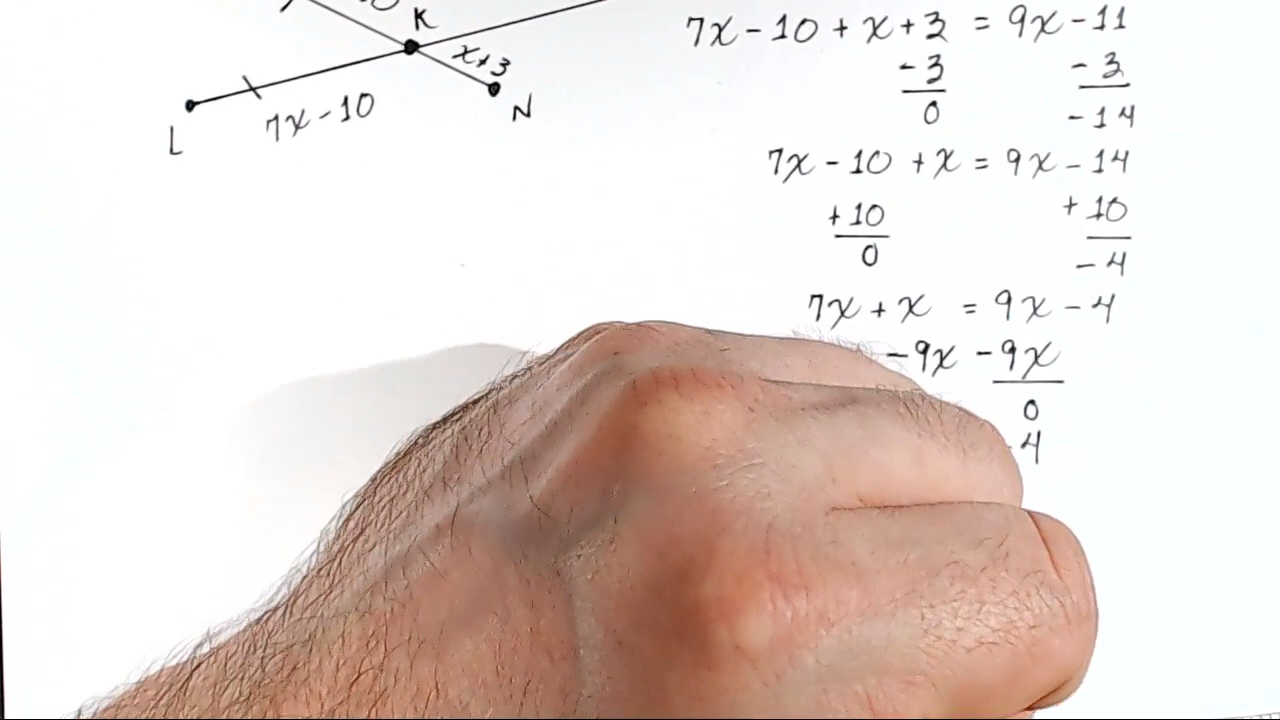 K
x+3
7x-10
L
N
7x-10+x+3 = 9x-11
-3 -3
0 -14
7x-10+x = 9x-14
+10 +10
0 -4
7x+x = 9x-4
-9x -9x
0
4